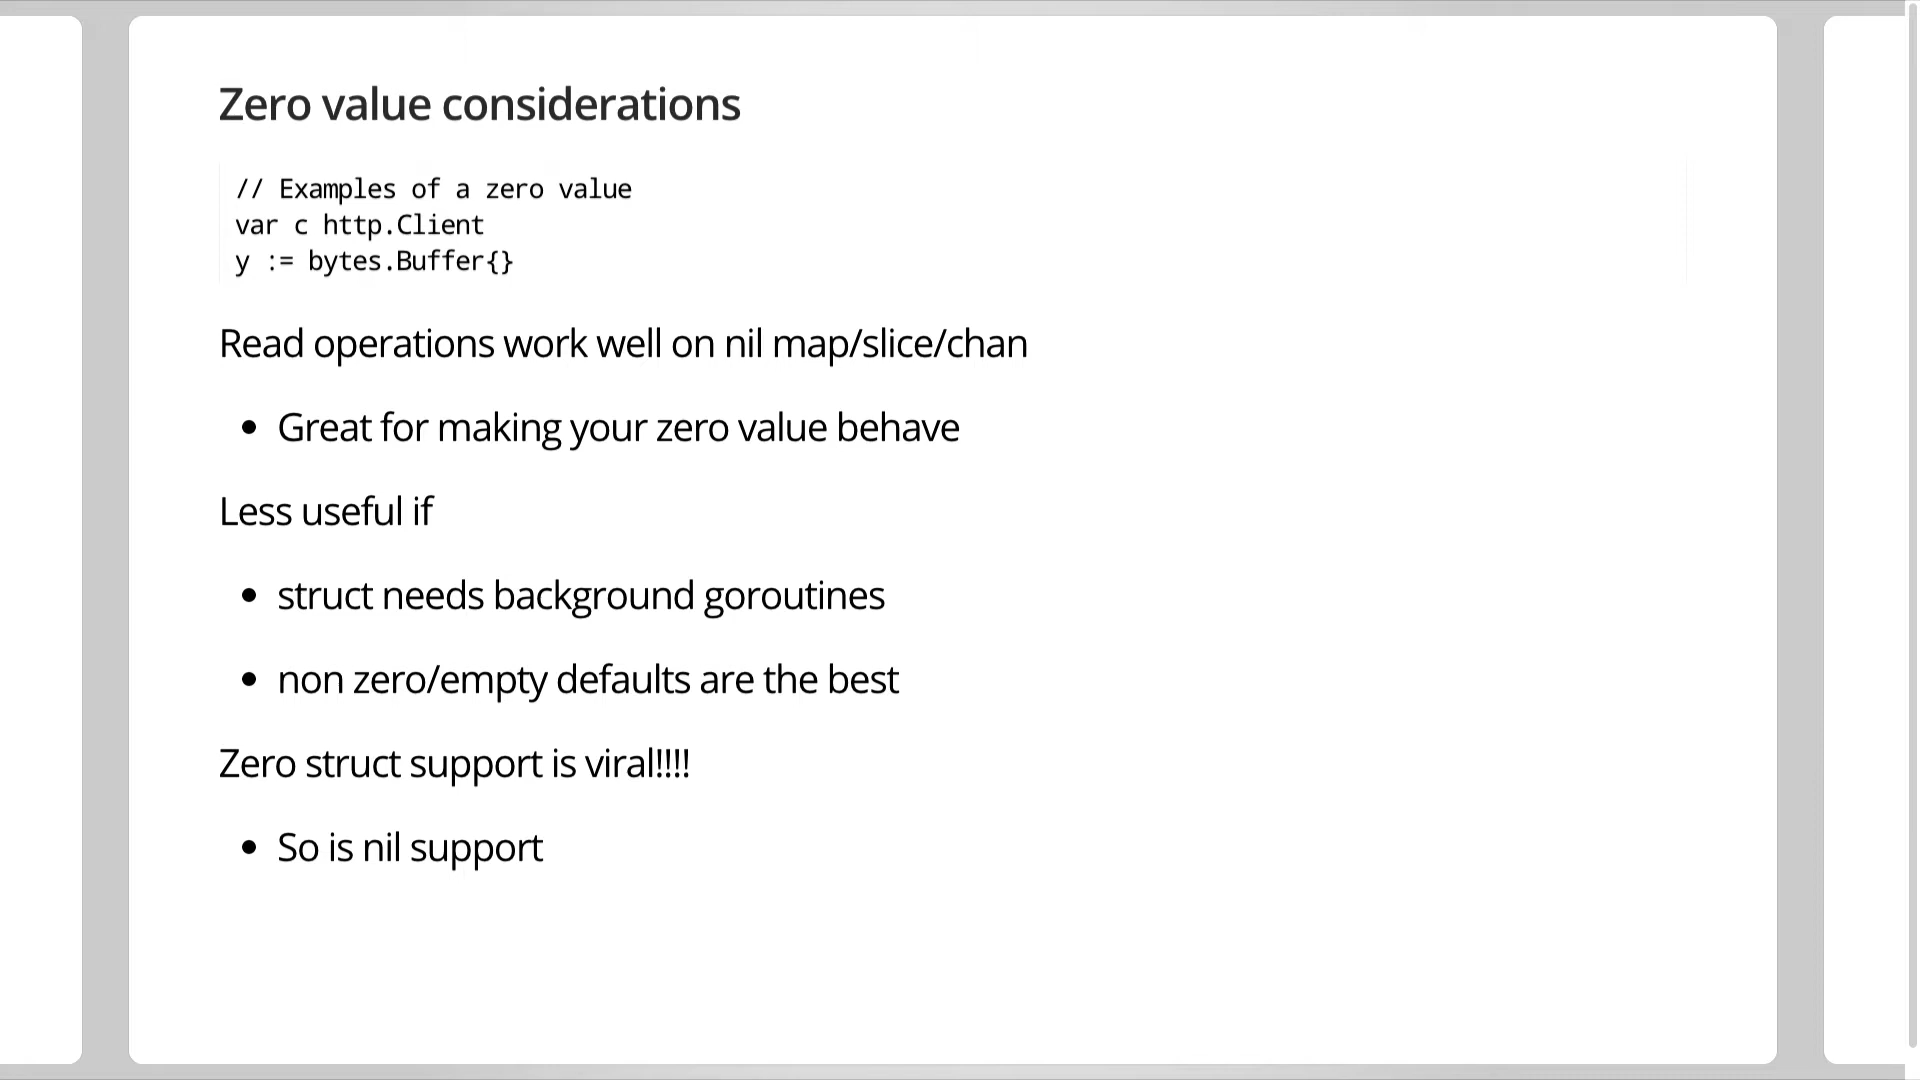 Zero value considerations
// Examples of a zero value
var c http.Client
y := bytes.Buffer{}
Read operations work well on nil map/slice/chan
• Great for making your zero value behave
Less useful if
• struct needs background goroutines
• non zero/empty defaults are the best
Zero struct support is viral!!!!
• So is nil support